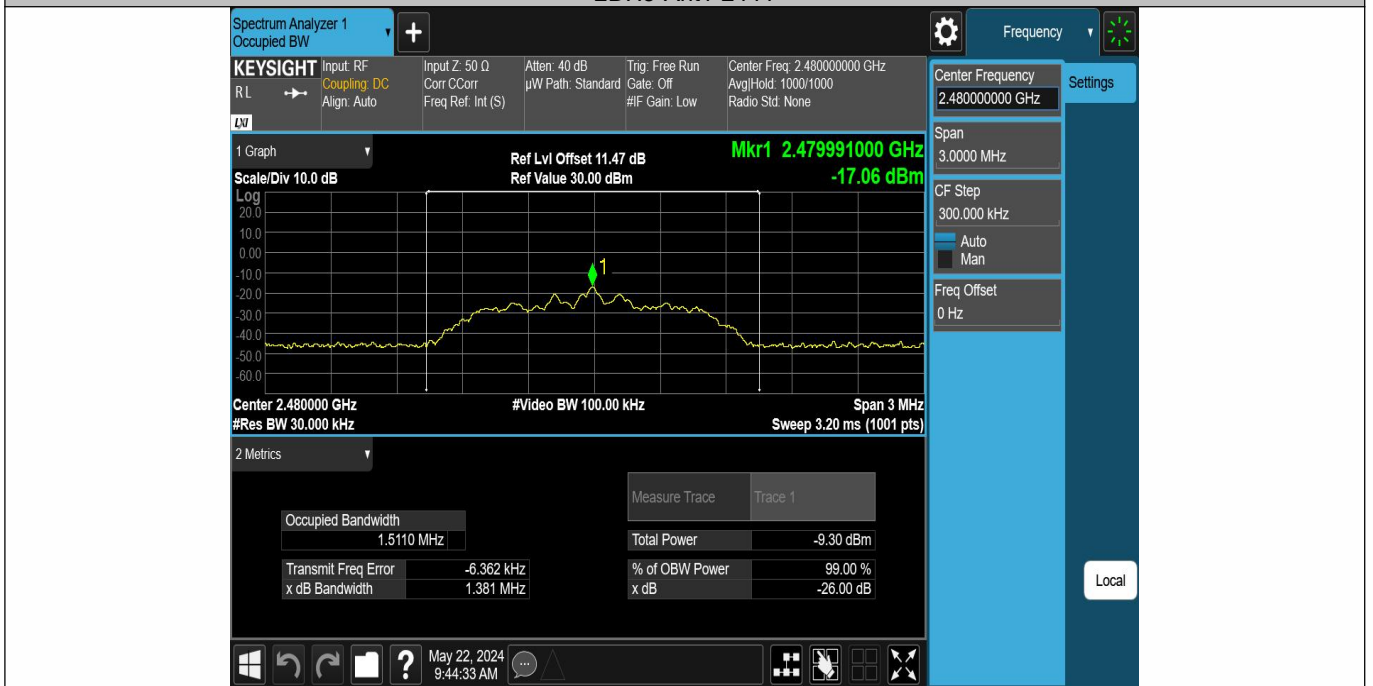 Spectrum Analyzer 1
Occupied BW
Frequency
KEYSIGHT
RL
LXI
Input: RF
Coupling: DC
Align: Auto
Input Z: 50 Ω
Corr CCorr
Freq Ref: Int (S)
Atten: 40 dB
µW Path: Standard
Trig: Free Run
Gate: Off
#IF Gain: Low
Center Freq: 2.480000000 GHz
Avg|Hold: 1000/1000
Radio Std: None
Center Frequency
2.480000000 GHz
Settings
Span
3.0000 MHz
CF Step
300.000 kHz
Auto
Man
Freq Offset
0 Hz
Local
1 Graph
Scale/Div 10.0 dB
Ref Lvl Offset 11.47 dB
Ref Value 30.00 dBm
Mkr1 2.479991000 GHz
-17.06 dBm
Log
20.0
10.0
0.00
-10.0
-20.0
-30.0
-40.0
-50.0
-60.0
1
Center 2.480000 GHz
#Res BW 30.000 kHz
#Video BW 100.00 kHz
Span 3 MHz
Sweep 3.20 ms (1001 pts)
2 Metrics
Measure Trace Trace 1
Occupied Bandwidth
1.5110 MHz
Total Power -9.30 dBm
Transmit Freq Error -6.362 kHz
% of OBW Power 99.00 %
x dB Bandwidth 1.381 MHz
x dB -26.00 dB
May 22, 2024
9:44:33 AM